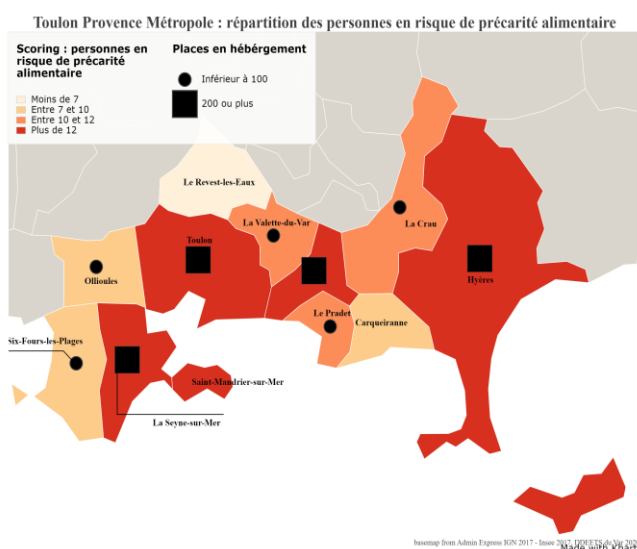 Toulon Provence Métropole : répartition des personnes en risque de précarité alimentaire
Scoring : personnes en
risque de précarité
alimentaire
Moins de 7
Entre 7 et 10
Entre 10 et 12
Plus de 12
Places en hébérgement
Inférieur à 100
200 ou plus
Le Revest-les-Eaux
La Valette-du-Var
La Crau
Toulon
Ollioules
Hyères
Le Pradet
Carqueiranne
Six-Fours-les-Plages
Saint-Mandrier-sur-Mer
La Seyne-sur-Mer
basemap from Admin Express IGN 2017 - Insee 2017, DDEETS du Var
Made with Khart